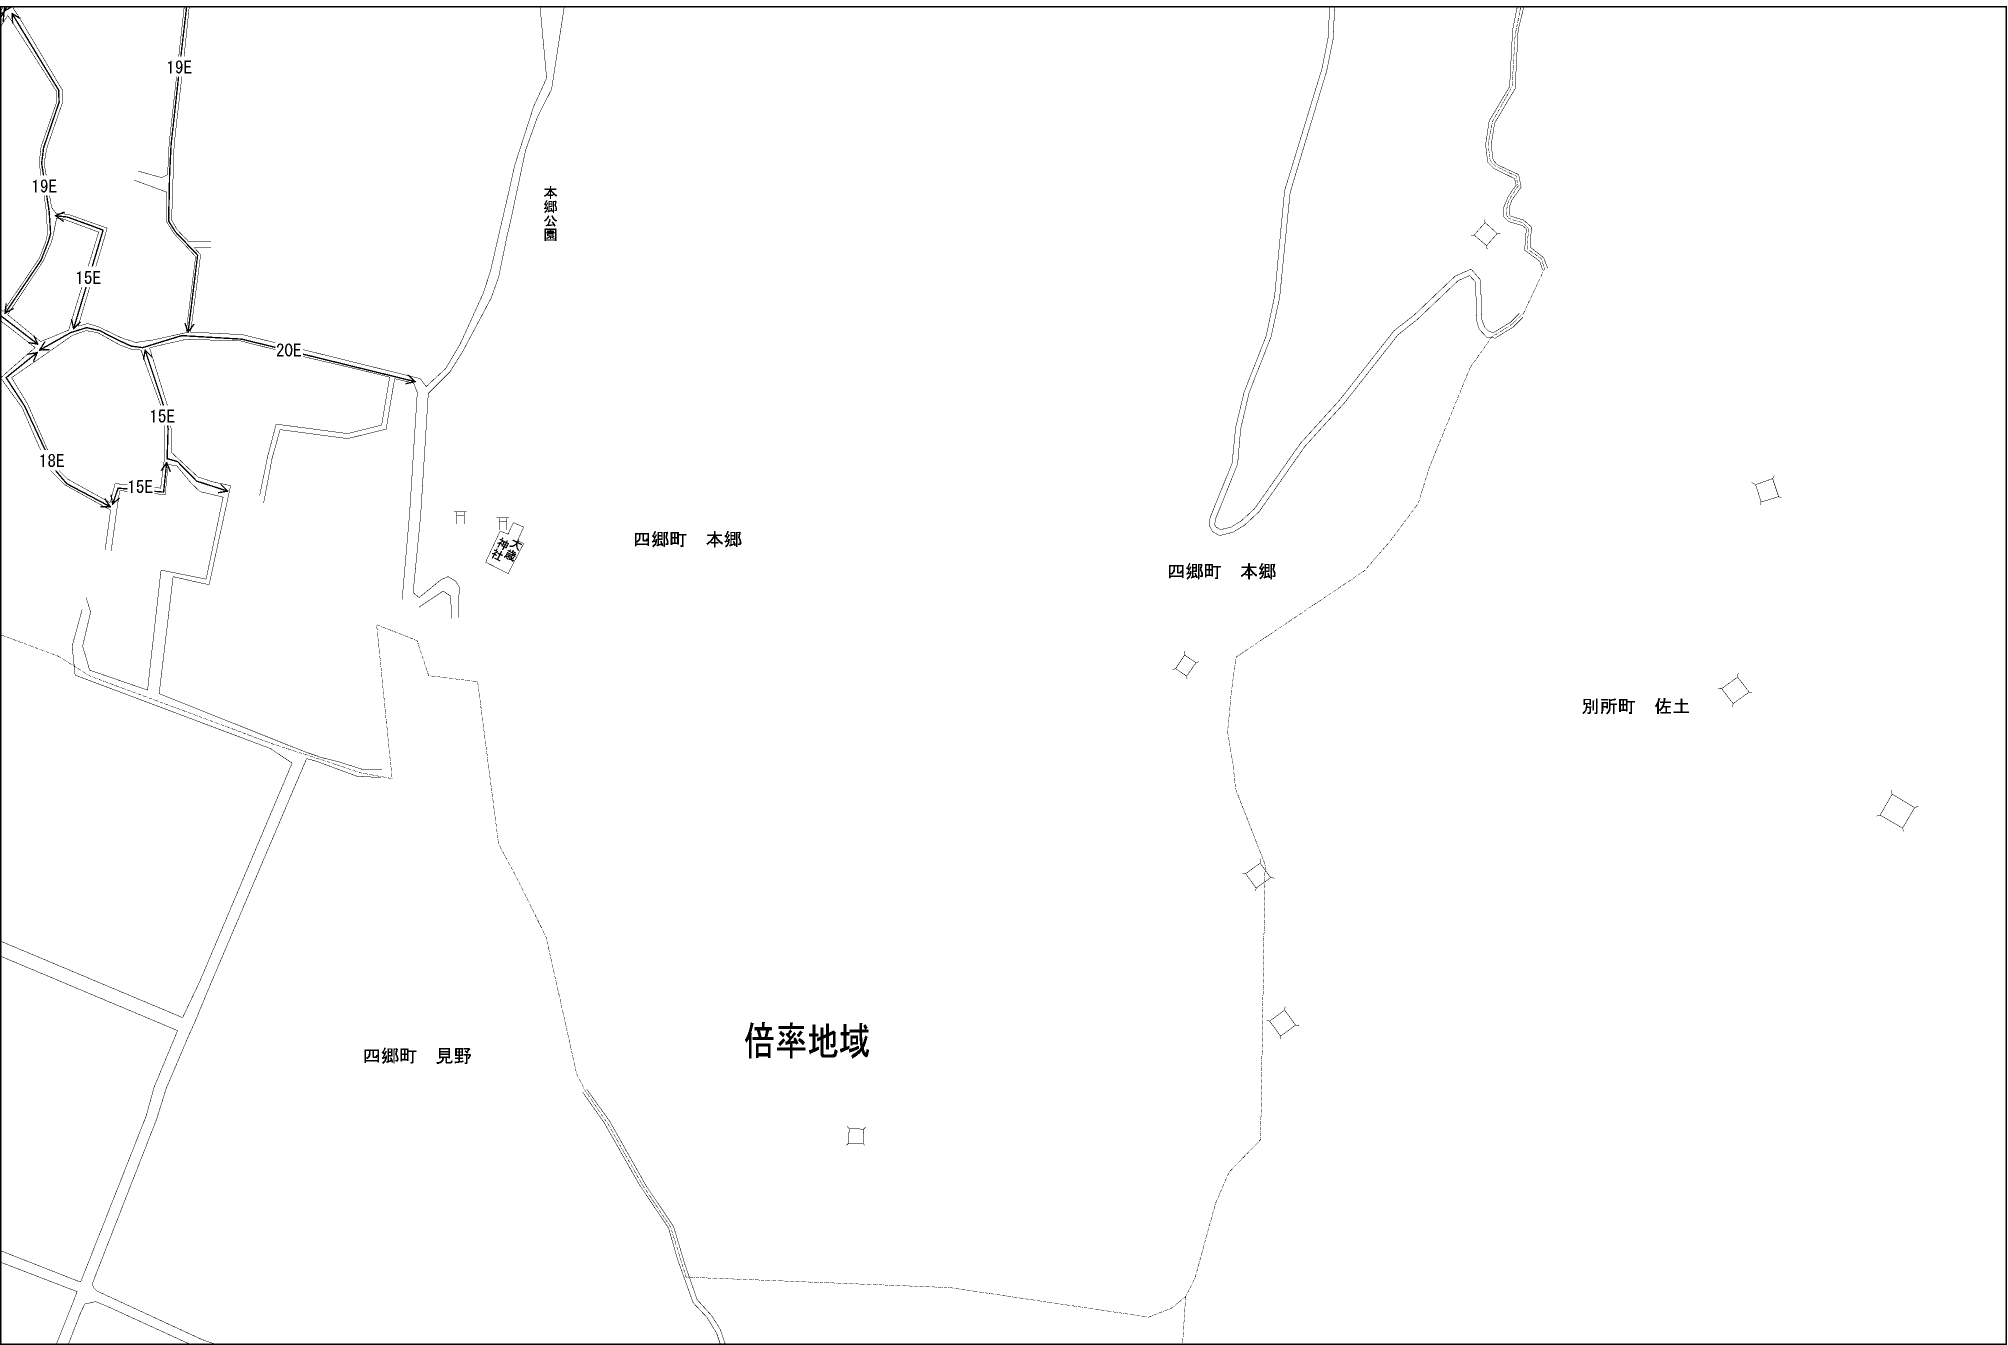 19E
19E
本郷公園
15E
20E
15E
18E
15E
大歳
神社
四郷町 本郷
四郷町 本郷
別所町 佐土
倍率地域
四郷町 見野